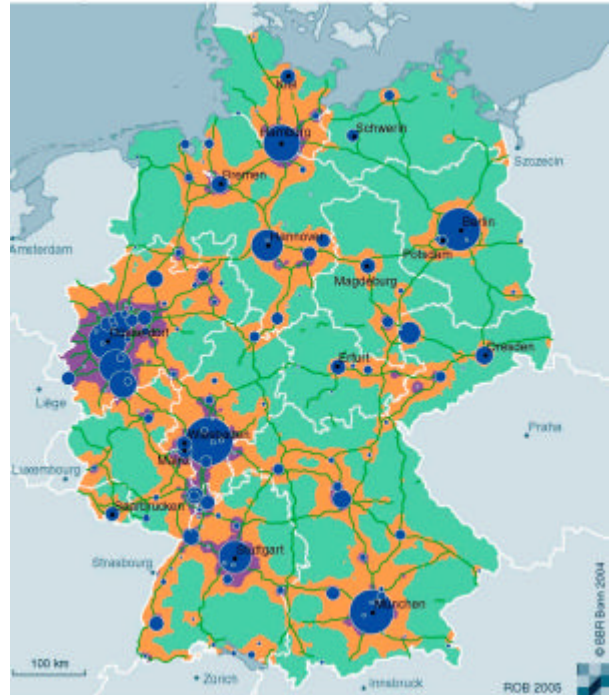 Kiel
Hamburg
Schwerin
Szczecin
Bremen
Berlin
Amsterdam
Hannover
Potsdam
Magdeburg
Düsseldorf
Erfurt
Dresden
Liège
Praha
Wiesbaden
Mainz
Luxembourg
Saarbrücken
Strasbourg
Stuttgart
München
© BBR Bonn 2004
100 km
Zürich
Innsbruck
ROB 2005